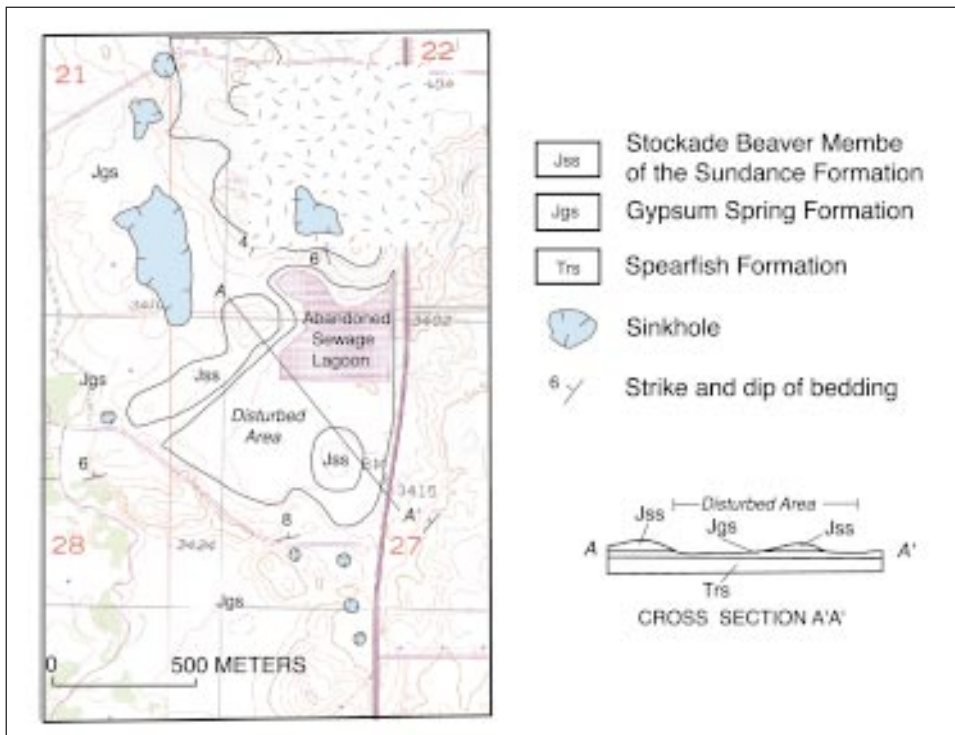 21
22
Jgs
4
6
A
3402
Abandoned
Sewage
Lagoon
Jss
Jgs
Disturbed
Area
Jss
6
3415
A'
8
28
3424
27
Jgs
0
500 METERS
Jss
Stockade Beaver Membe
of the Sundance Formation
Jgs
Gypsum Spring Formation
Trs
Spearfish Formation
Sinkhole
6
Strike and dip of bedding
Disturbed Area
Jss
Jgs
Jss
A
A'
Trs
CROSS SECTION A'A'